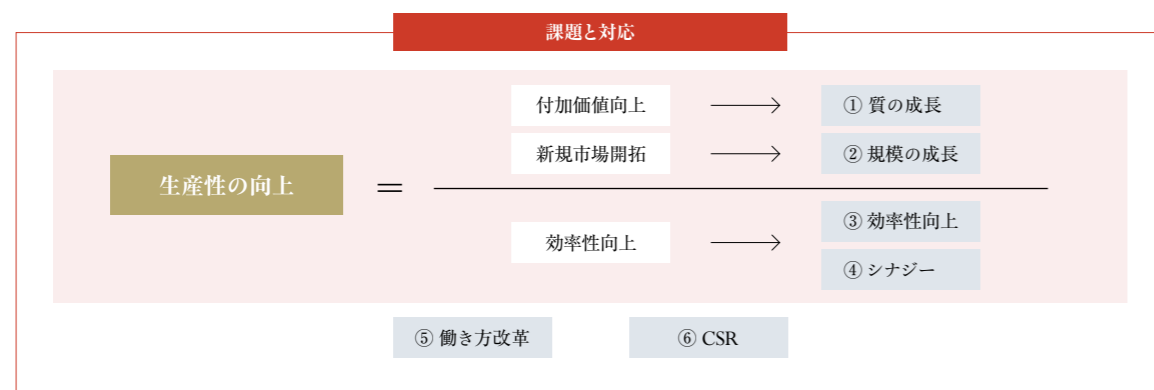 課題と対応
付加価値向上
① 質の成長
新規市場開拓
② 規模の成長
生産性の向上
=
効率性向上
③ 効率性向上
④ シナジー
⑤ 働き方改革
⑥ CSR